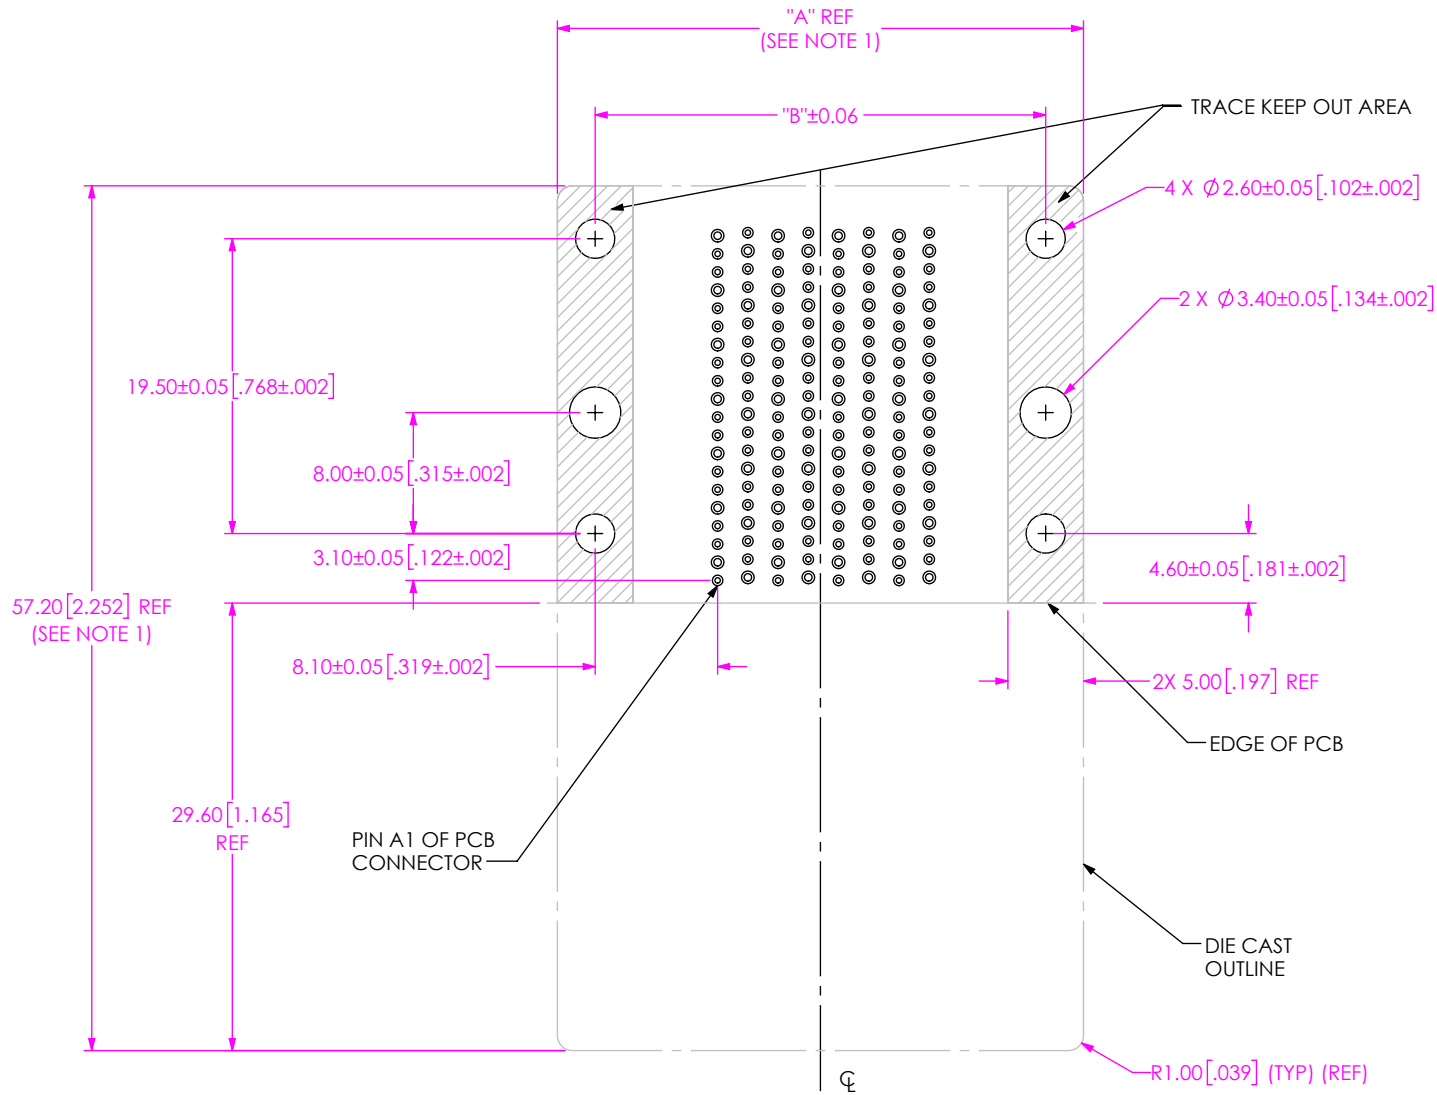 "A" REF
(SEE NOTE 1)
"B"±0.06
TRACE KEEP OUT AREA
4 X Ø2.60±0.05[.102±.002]
2 X Ø3.40±0.05[.134±.002]
19.50±0.05[.768±.002]
8.00±0.05[.315±.002]
3.10±0.05[.122±.002]
4.60±0.05[.181±.002]
57.20[2.252] REF
(SEE NOTE 1)
8.10±0.05[.319±.002]
2X 5.00[.197] REF
EDGE OF PCB
29.60[1.165]
REF
PIN A1 OF PCB
CONNECTOR
DIE CAST
OUTLINE
R1.00[.039] (TYP) (REF)
℄